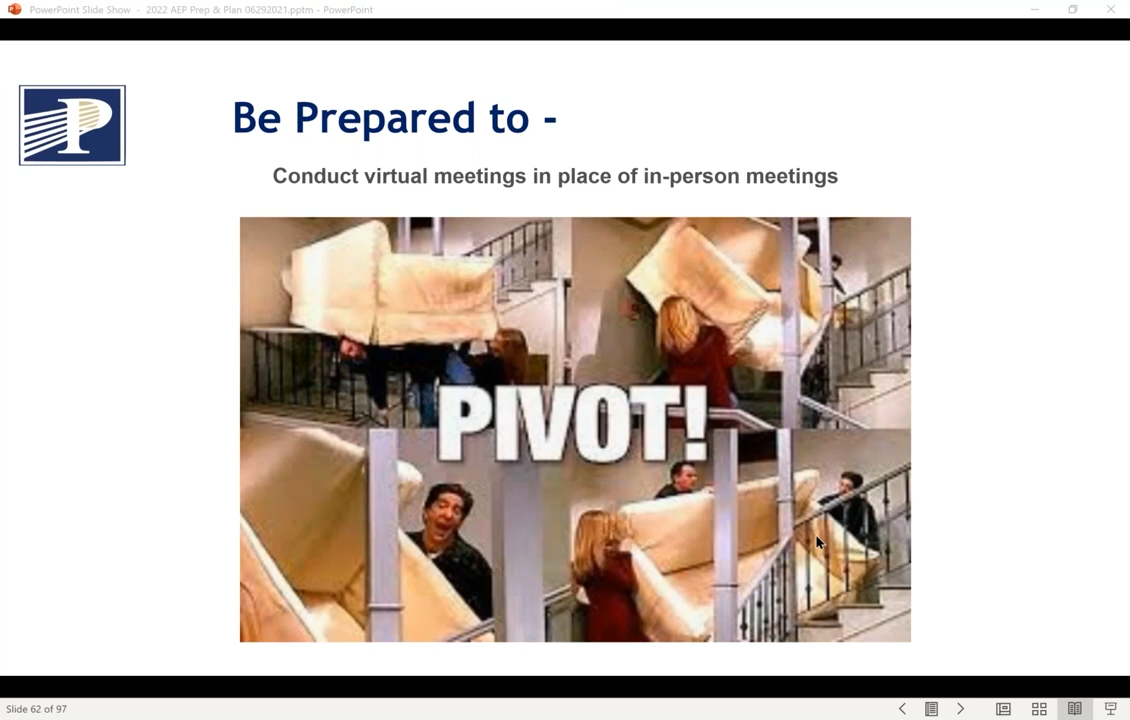 PowerPoint Slide Show - 2022 AEP Prep & Plan 06292021.pptm - PowerPoint
P
Be Prepared to -
Conduct virtual meetings in place of in-person meetings
PIVOT!
Slide 62 of 97